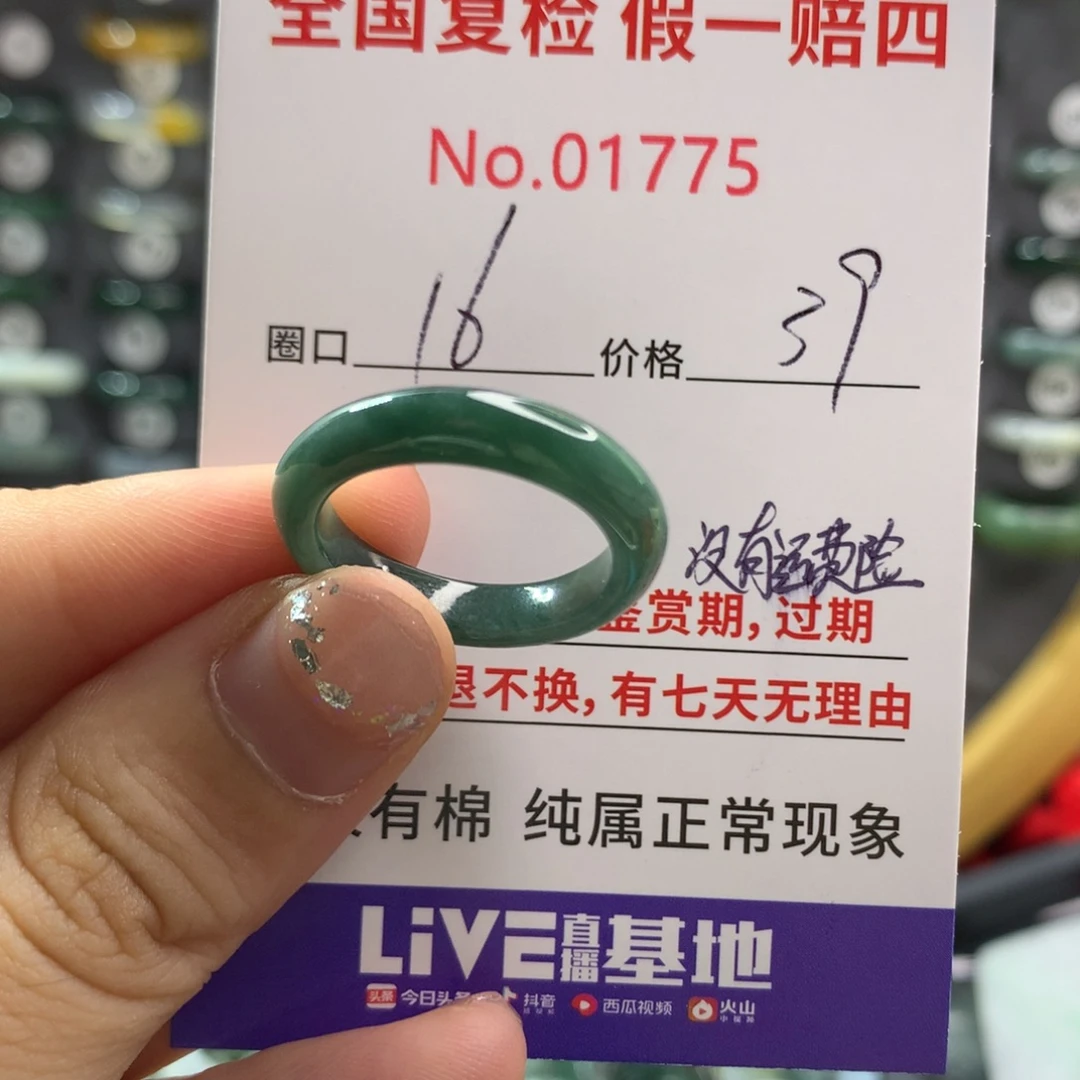 全国复检 假一赔四
No.01775
圈口 16 价格 39
没有运费险
鉴赏期，过期
退不换，有七天无理由
有棉 纯属正常现象
LiVE直播基地
头条 今日头条 抖音 西瓜视频 火山